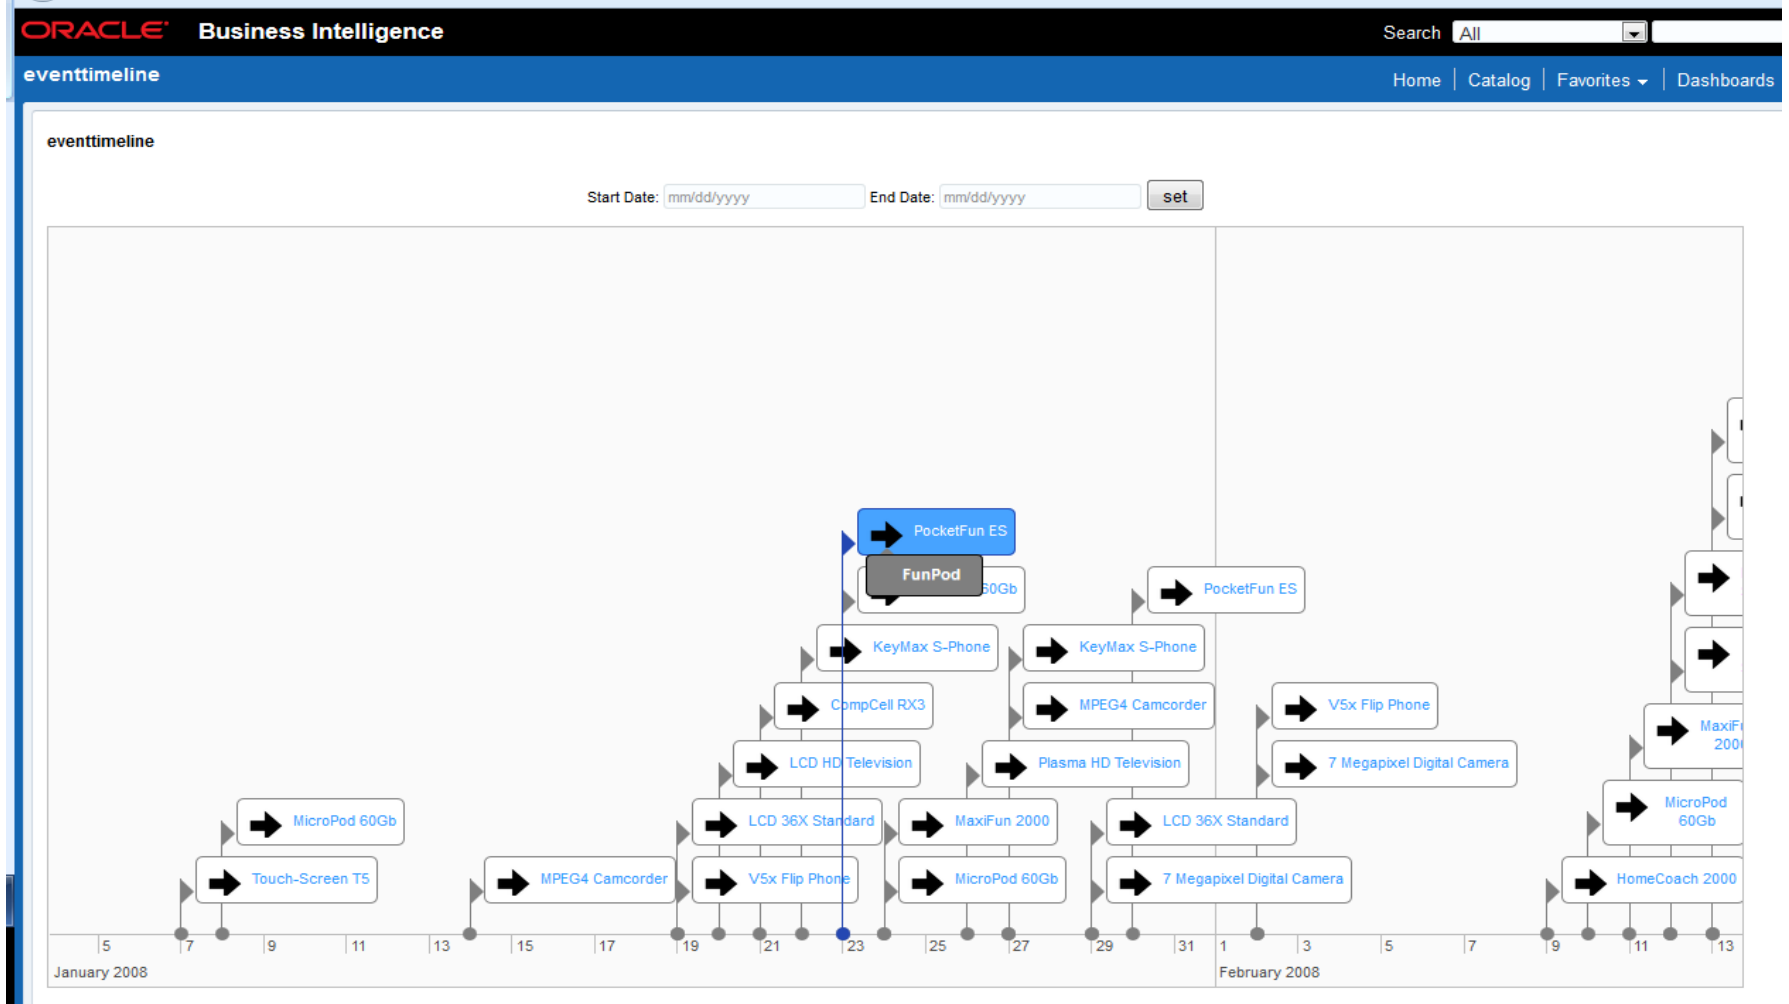 ORACLE Business Intelligence
Search All
eventtimeline
Home Catalog Favorites Dashboards
eventtimeline
Start Date: mm/dd/yyyy End Date: mm/dd/yyyy set
PocketFun ES
FunPod
60Gb
PocketFun ES
KeyMax S-Phone
KeyMax S-Phone
CompCell RX3
MPEG4 Camcorder
V5x Flip Phone
MaxiFu
200
LCD HD Television
Plasma HD Television
7 Megapixel Digital Camera
MicroPod 60Gb
LCD 36X Standard
MaxiFun 2000
LCD 36X Standard
MicroPod
60Gb
Touch-Screen T5
MPEG4 Camcorder
V5x Flip Phone
MicroPod 60Gb
7 Megapixel Digital Camera
HomeCoach 2000
5 7 9 11 13 15 17 19 21 23 25 27 29 31 1 3 5 7 9 11 13
January 2008 February 2008